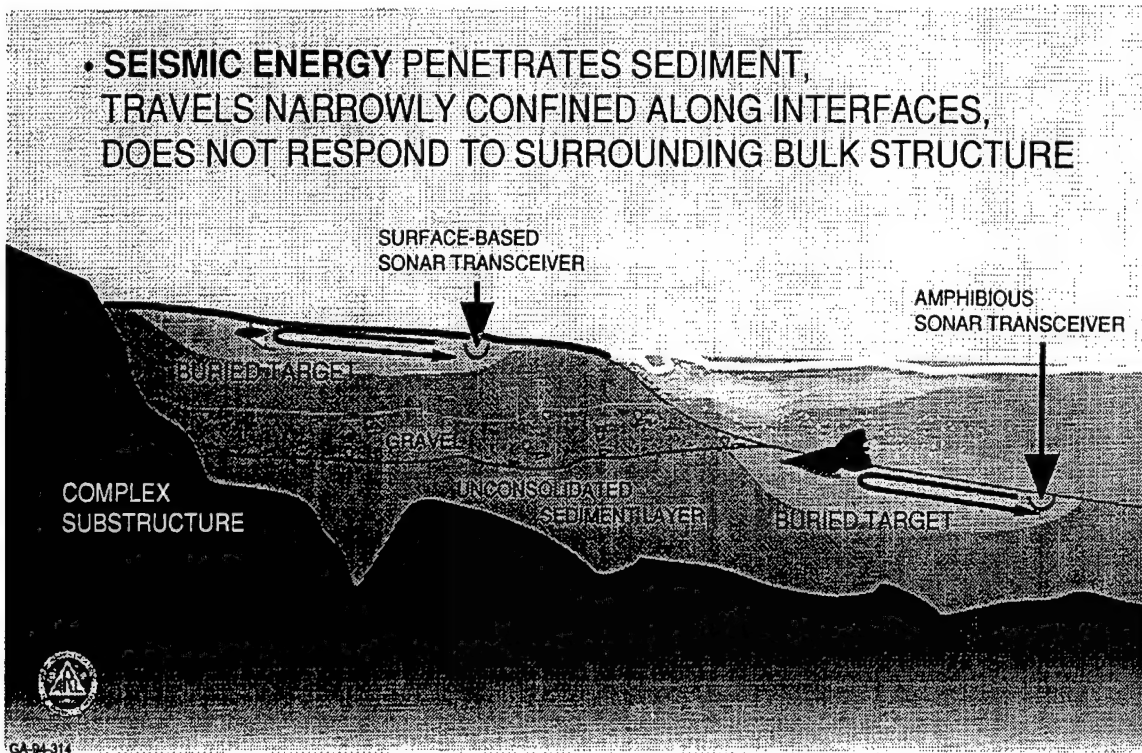 • SEISMIC ENERGY PENETRATES SEDIMENT,
TRAVELS NARROWLY CONFINED ALONG INTERFACES,
DOES NOT RESPOND TO SURROUNDING BULK STRUCTURE
SURFACE-BASED
SONAR TRANSCEIVER
AMPHIBIOUS
SONAR TRANSCEIVER
BURIED TARGET
GRAVEL
COMPLEX
SUBSTRUCTURE
UNCONSOLIDATED
SEDIMENT LAYER
BURIED TARGET
GA-94-314